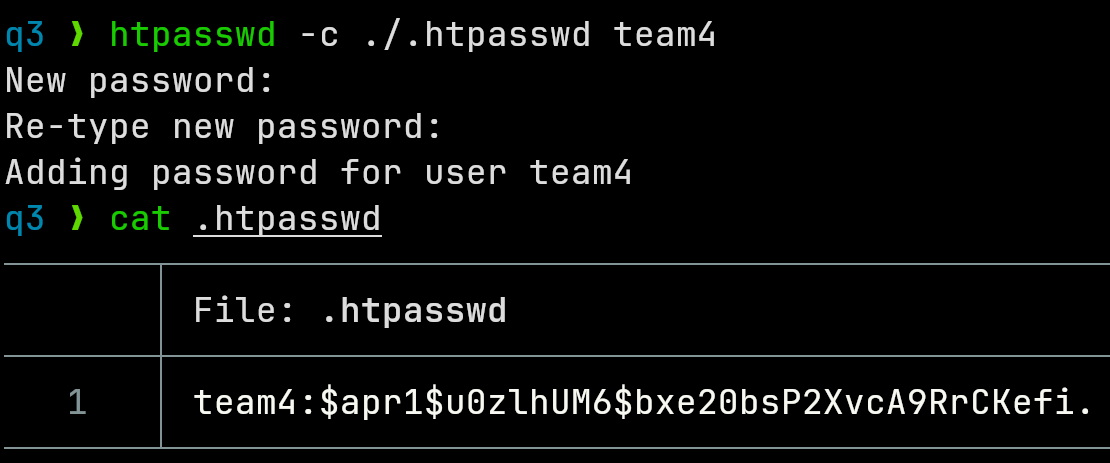 q3 ❱ htpasswd -c ./.htpasswd team4
New password:
Re-type new password:
Adding password for user team4
q3 ❱ cat .htpasswd
File: .htpasswd
1 team4:$apr1$u0zlhUM6$bxe20bsP2XvcA9RrCKefi.